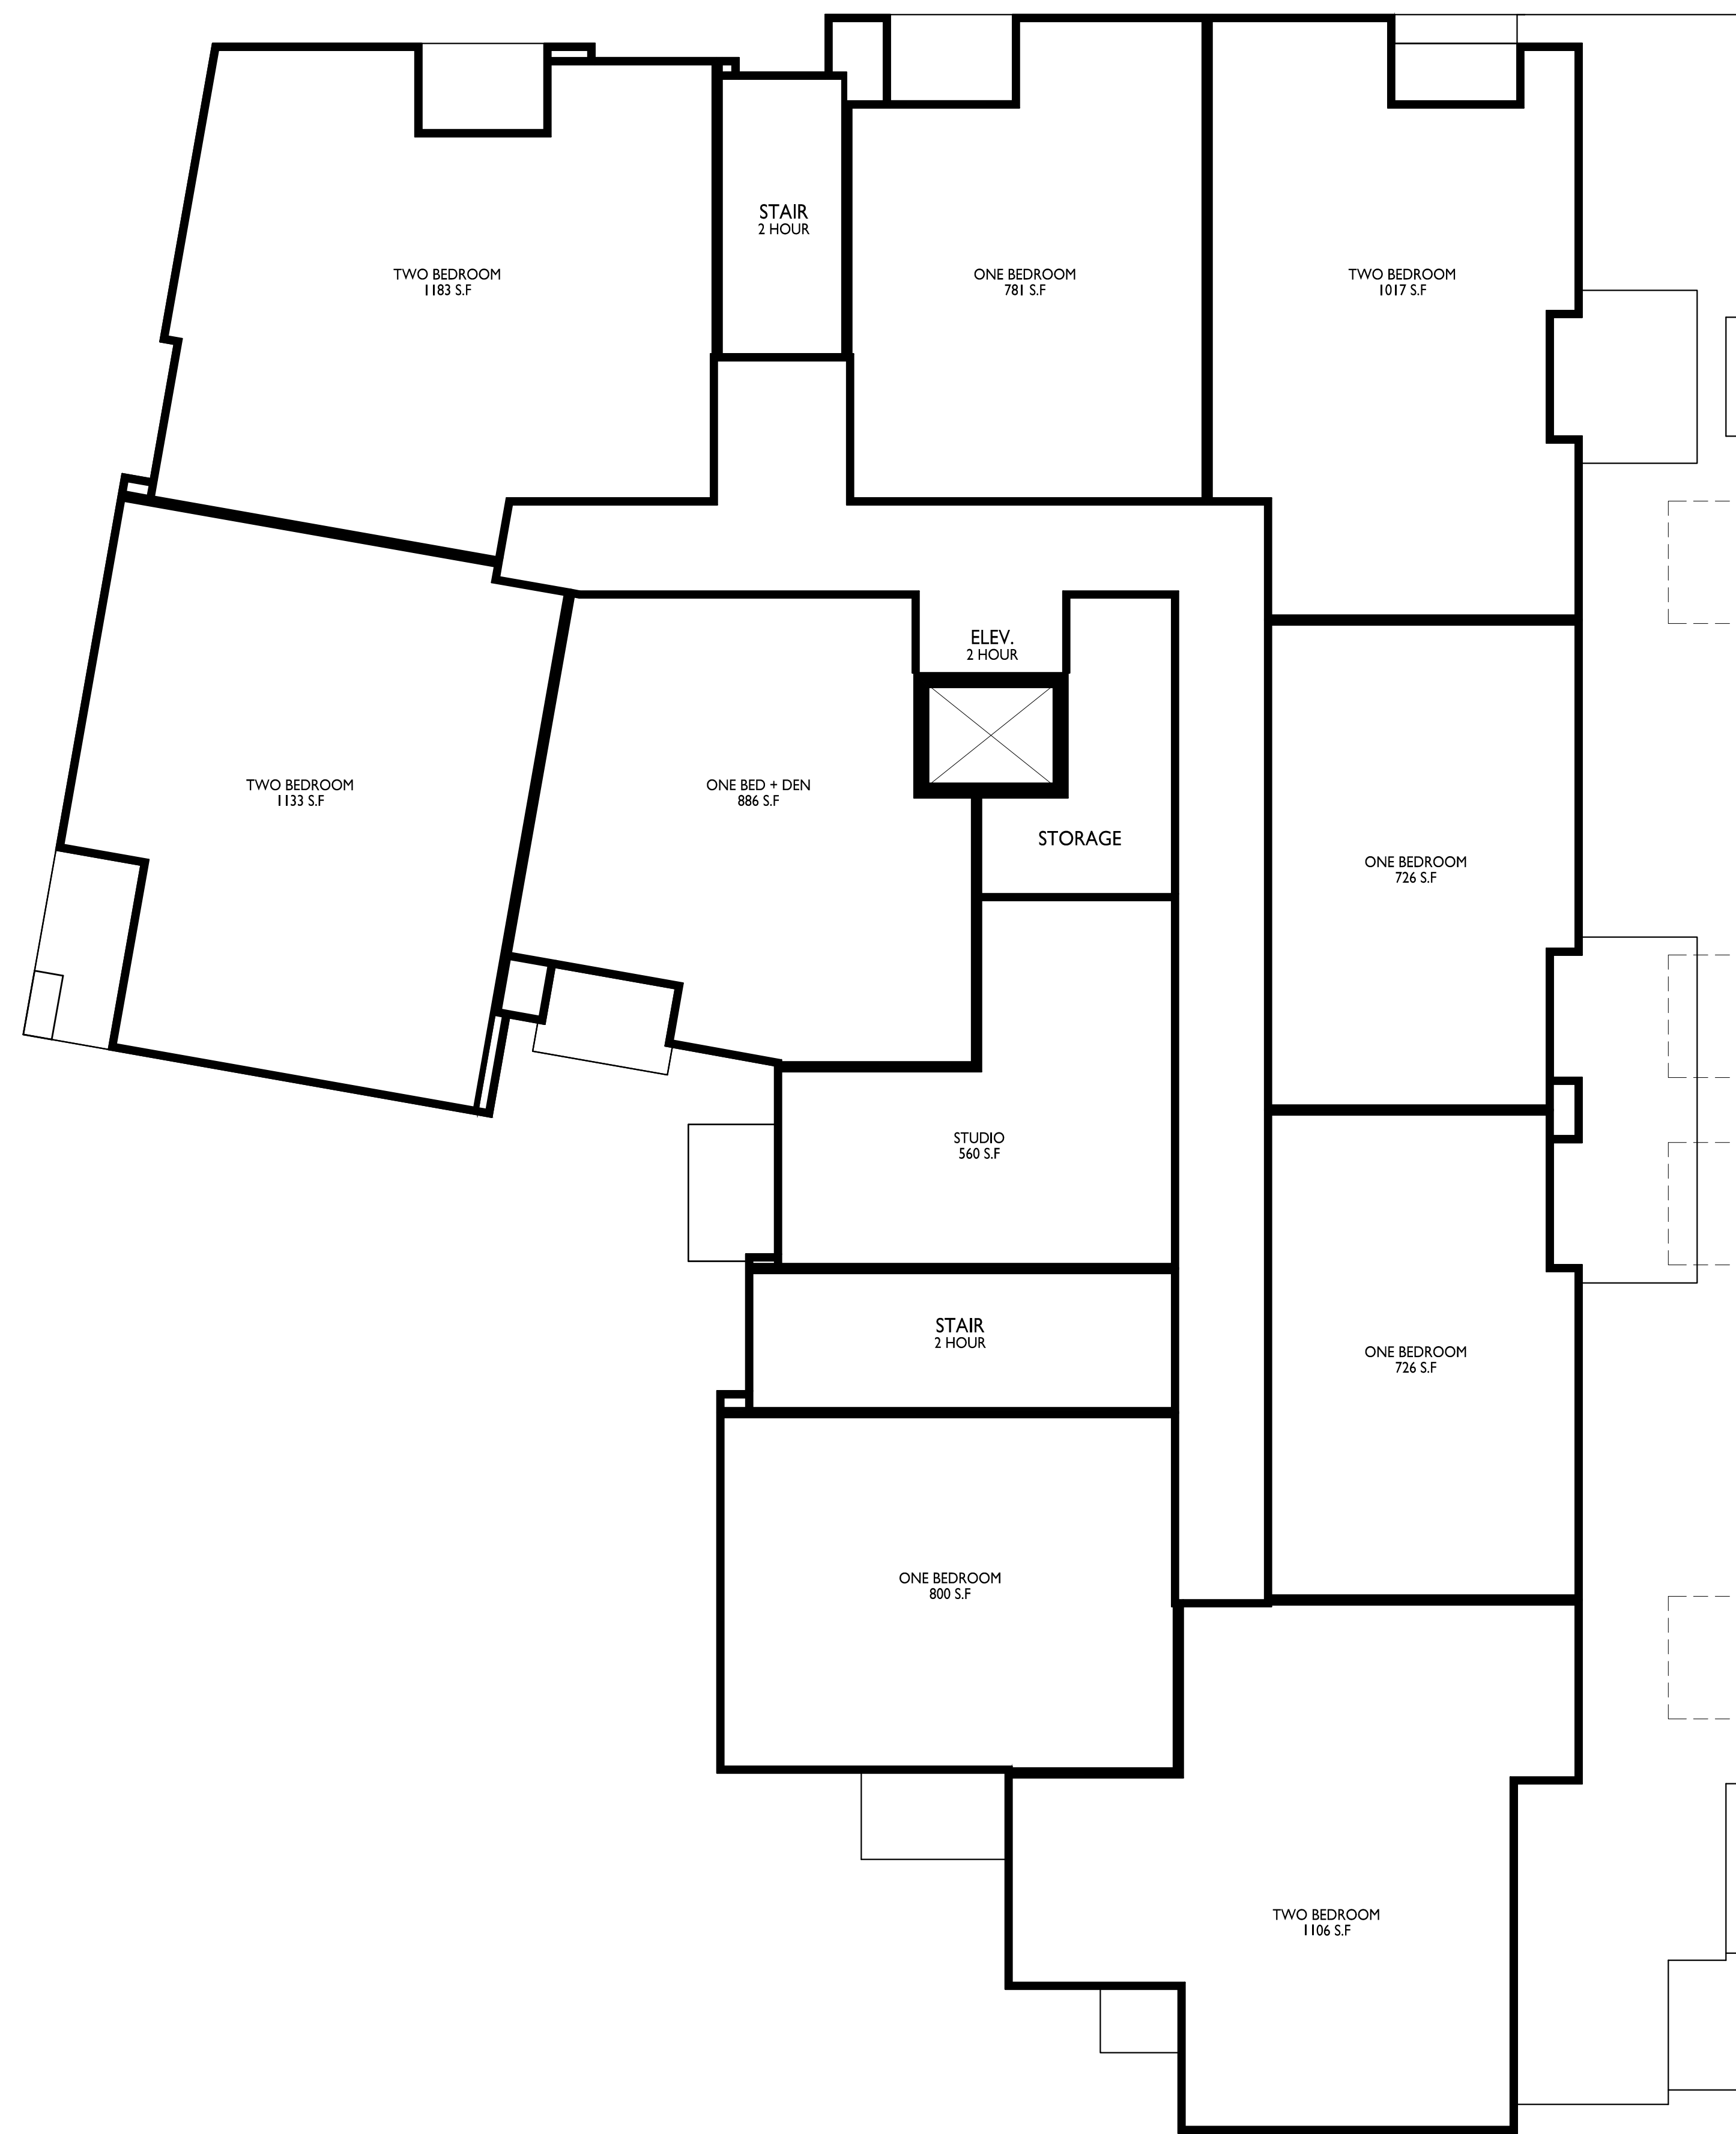 STAIR
2 HOUR
TWO BEDROOM
1183 S.F
ONE BEDROOM
781 S.F
TWO BEDROOM
1017 S.F
ELEV.
2 HOUR
TWO BEDROOM
1133 S.F
ONE BED + DEN
886 S.F
STORAGE
ONE BEDROOM
726 S.F
STUDIO
560 S.F
STAIR
2 HOUR
ONE BEDROOM
726 S.F
ONE BEDROOM
800 S.F
TWO BEDROOM
1106 S.F